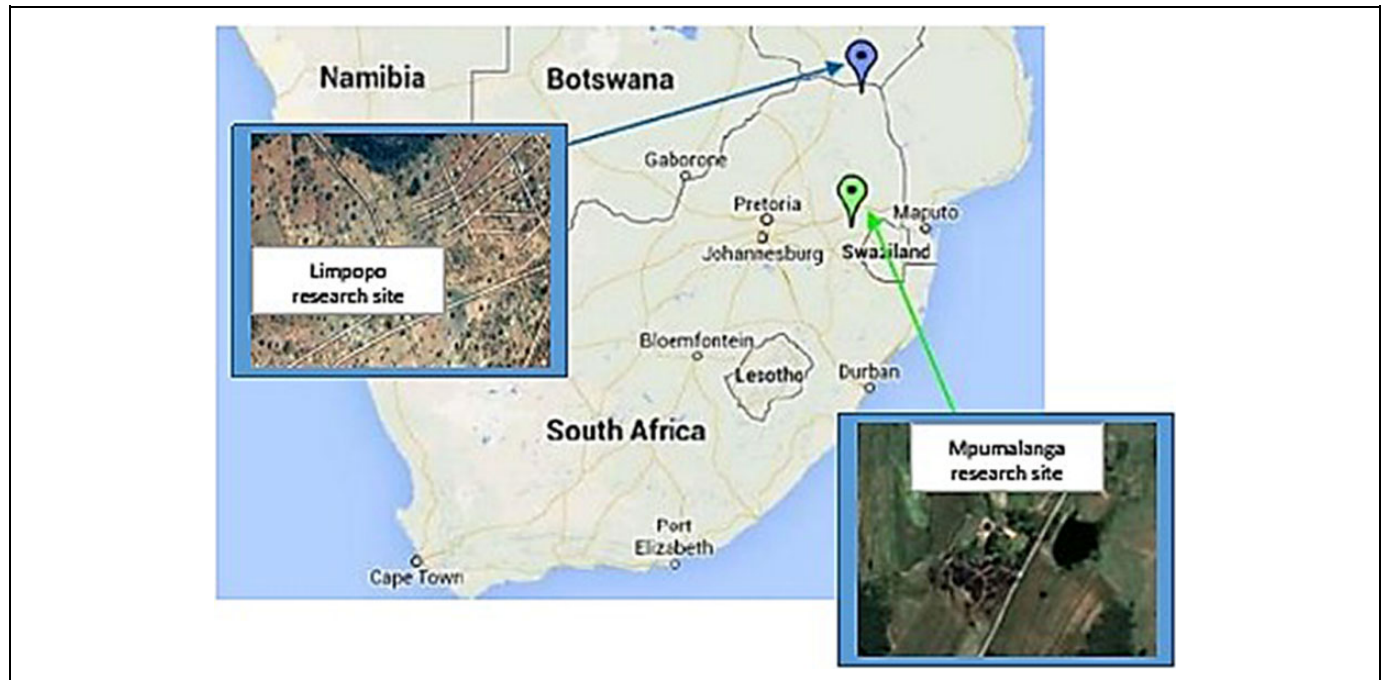 Namibia
Botswana
Gaborone
Pretoria
Johannesburg
Maputo
Swaziland
Limpopo
research site
Bloemfontein
Lesotho
Durban
South Africa
Mpumalanga
research site
Port
Elizabeth
Cape Town